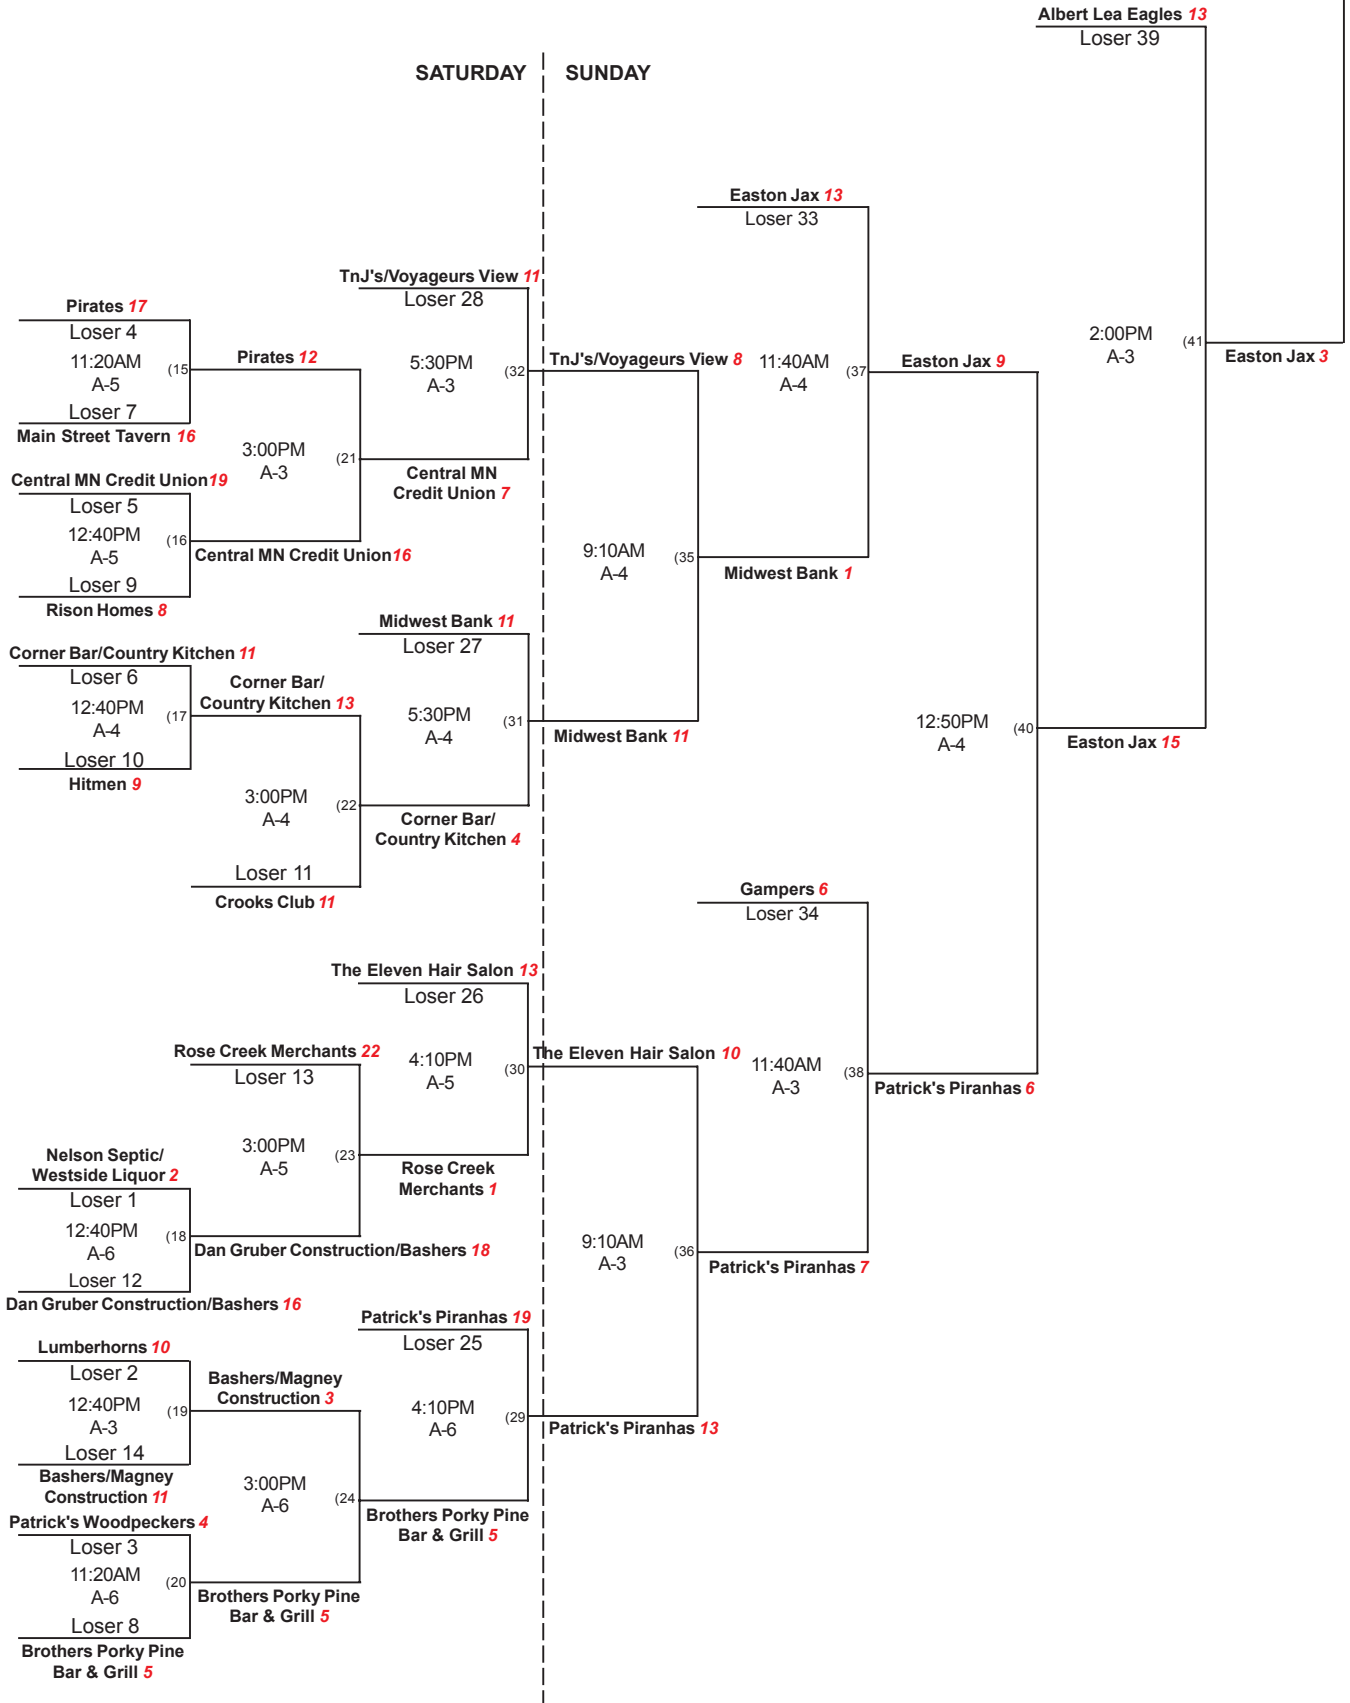 Albert Lea Eagles 13
Loser 39
SATURDAY
SUNDAY
Easton Jax 13
Loser 33
TnJ's/Voyageurs View 11
Loser 28
Pirates 17
Loser 4
11:20AM
A-5
(15
Loser 7
Main Street Tavern 16
Pirates 12
5:30PM
A-3
(32
TnJ's/Voyageurs View 8
11:40AM
A-4
(37
Easton Jax 9
2:00PM
A-3
(41
Easton Jax 3
3:00PM
A-3
(21
Central MN
Credit Union 7
Central MN Credit Union 19
Loser 5
12:40PM
A-5
(16
Loser 9
Rison Homes 8
Central MN Credit Union 16
9:10AM
A-4
(35
Midwest Bank 1
Midwest Bank 11
Loser 27
Corner Bar/Country Kitchen 11
Loser 6
12:40PM
A-4
(17
Loser 10
Hitmen 9
Corner Bar/
Country Kitchen 13
5:30PM
A-4
(31
Midwest Bank 11
12:50PM
A-4
(40
Easton Jax 15
3:00PM
A-4
(22
Corner Bar/
Country Kitchen 4
Loser 11
Crooks Club 11
Gampers 6
Loser 34
The Eleven Hair Salon 13
Loser 26
Rose Creek Merchants 22
Loser 13
4:10PM
A-5
(30
The Eleven Hair Salon 10
11:40AM
A-3
(38
Patrick's Piranhas 6
3:00PM
A-5
(23
Rose Creek
Merchants 1
Nelson Septic/
Westside Liquor 2
Loser 1
12:40PM
A-6
(18
Loser 12
Dan Gruber Construction/Bashers 16
Dan Gruber Construction/Bashers 18
9:10AM
A-3
(36
Patrick's Piranhas 7
Patrick's Piranhas 19
Loser 25
Lumberhorns 10
Loser 2
12:40PM
A-3
(19
Loser 14
Bashers/Magney
Construction 11
Bashers/Magney
Construction 3
4:10PM
A-6
(29
Patrick's Piranhas 13
3:00PM
A-6
(24
Brothers Porky Pine
Bar & Grill 5
Patrick's Woodpeckers 4
Loser 3
11:20AM
A-6
(20
Loser 8
Brothers Porky Pine
Bar & Grill 5
Brothers Porky Pine
Bar & Grill 5